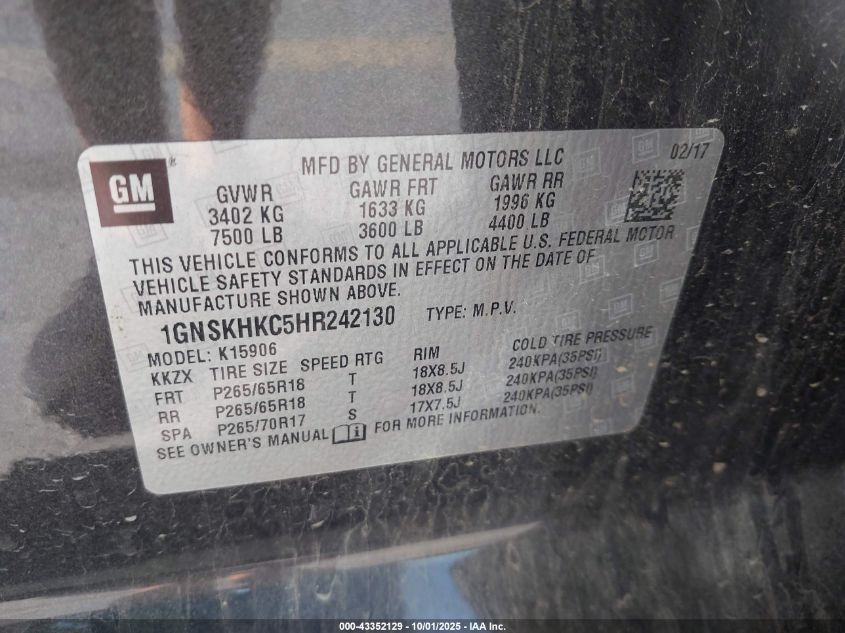 GM ®
MFD BY GENERAL MOTORS LLC 02/17
GVWR GAWR FRT GAWR RR
3402 KG 1633 KG 1996 KG
7500 LB 3600 LB 4400 LB
THIS VEHICLE CONFORMS TO ALL APPLICABLE U.S. FEDERAL MOTOR
VEHICLE SAFETY STANDARDS IN EFFECT ON THE DATE OF
MANUFACTURE SHOWN ABOVE.
1GNSKHKC5HR242130 TYPE: M.P.V.
MODEL: K15906
KKZX TIRE SIZE SPEED RTG RIM COLD TIRE PRESSURE
FRT P265/65R18 T 18X8.5J 240KPA(35PSI)
RR P265/65R18 T 18X8.5J 240KPA(35PSI)
SPA P265/70R17 S 17X7.5J 240KPA(35PSI)
SEE OWNER'S MANUAL FOR MORE INFORMATION.
000-43352129 - 10/01/2025 - IAA Inc.